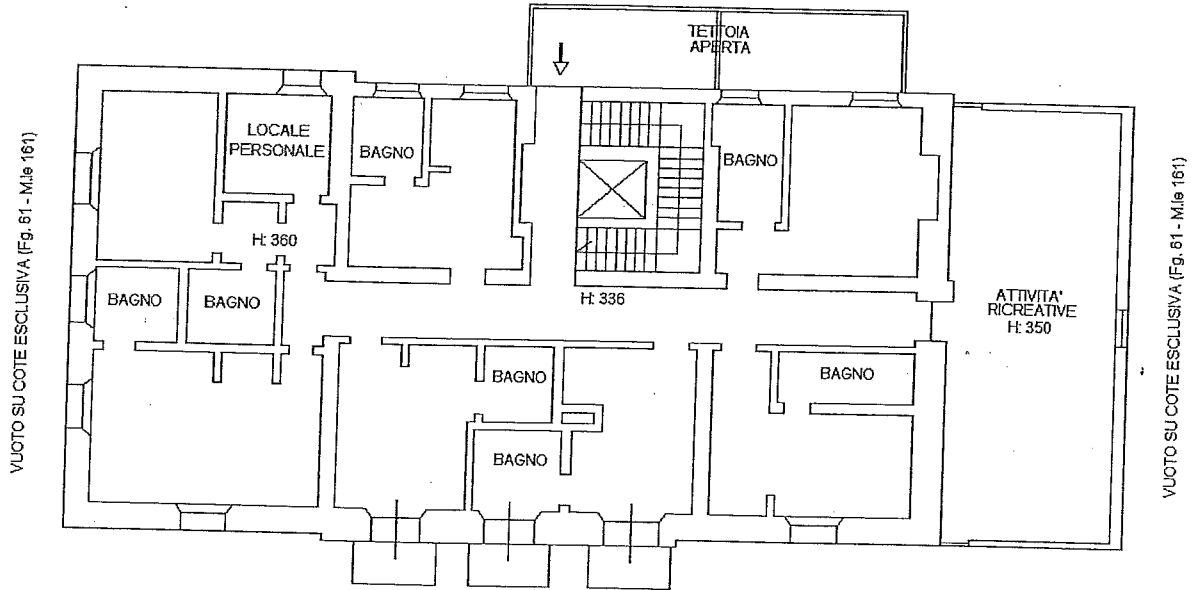 TETTOIA
APERTA
LOCALE
PERSONALE
BAGNO
BAGNO
H: 360
H: 336
BAGNO
BAGNO
ATTIVITA'
RICREATIVE
H: 350
BAGNO
BAGNO
BAGNO
VUOTO SU COTE ESCLUSIVA (Fg. 61 - M.le 161)
VUOTO SU COTE ESCLUSIVA (Fg. 61 - M.le 161)